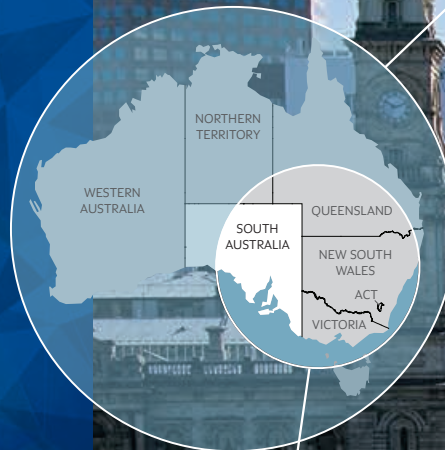 NORTHERN
TERRITORY
WESTERN
AUSTRALIA
QUEENSLAND
SOUTH
AUSTRALIA
NEW SOUTH
WALES
ACT
VICTORIA